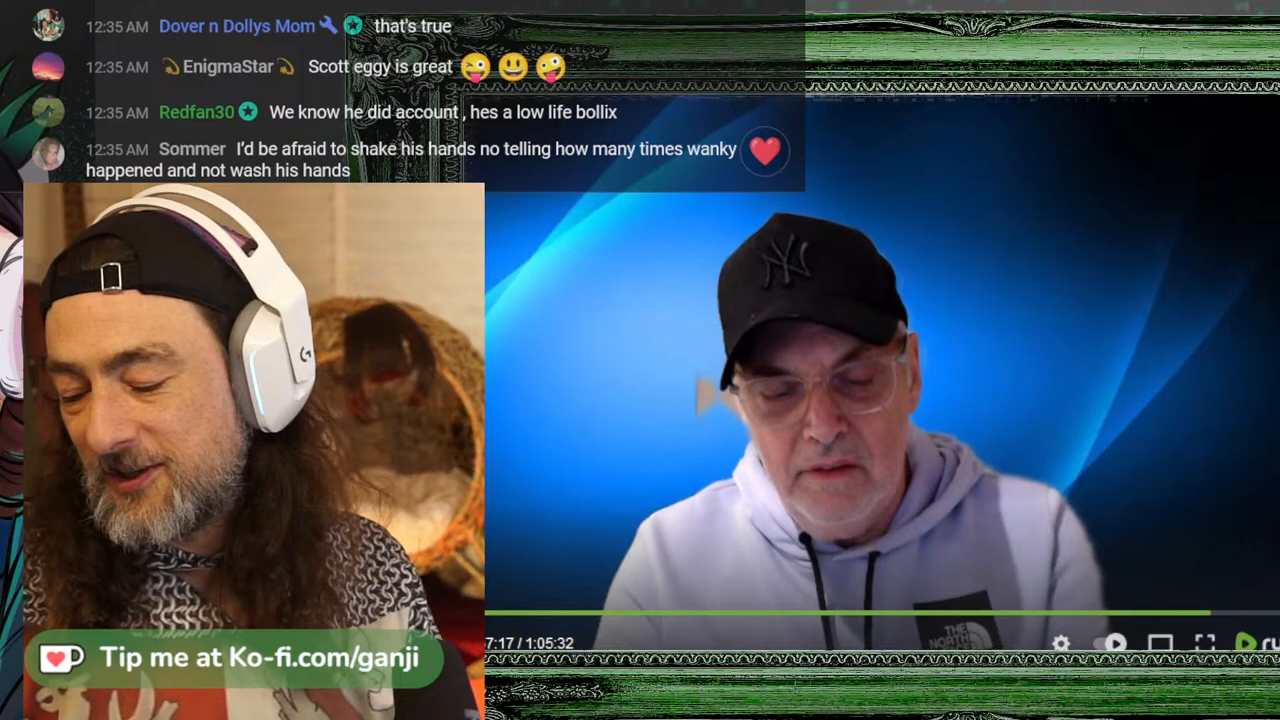 12:35 AM Dover n Dollys Mom that's true
12:35 AM EnigmaStar Scott eggy is great
12:35 AM Redfan30 We know he did account , hes a low life bollix
12:35 AM Sommer I'd be afraid to shake his hands no telling how many times wanky
happened and not wash his hands
NY
G
THE
NORTH
7:17 / 1:05:32
Tip me at Ko-fi.com/ganji